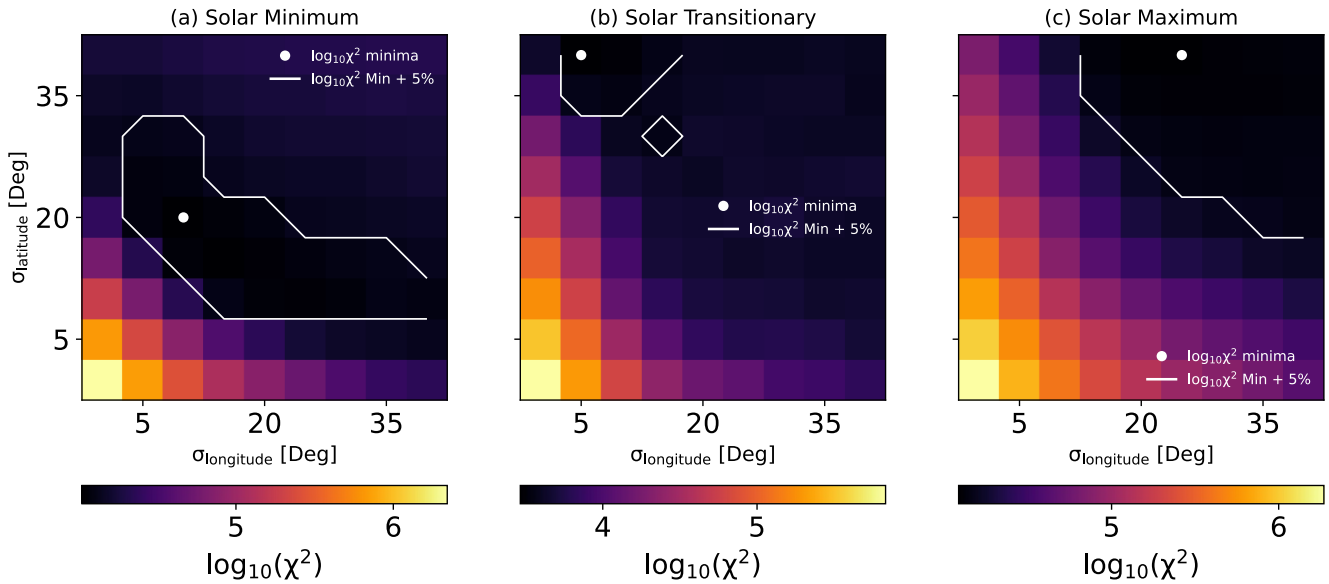 (a) Solar Minimum
(b) Solar Transitionary
(c) Solar Maximum
log₁₀χ² minima
log₁₀χ² Min + 5%
log₁₀χ² minima
log₁₀χ² Min + 5%
log₁₀χ² minima
log₁₀χ² Min + 5%
σlatitude [Deg]
35
20
5
5 20 35
5 20 35
5 20 35
σlongitude [Deg]
σlongitude [Deg]
σlongitude [Deg]
5 6
4 5
5 6
log₁₀(χ²)
log₁₀(χ²)
log₁₀(χ²)